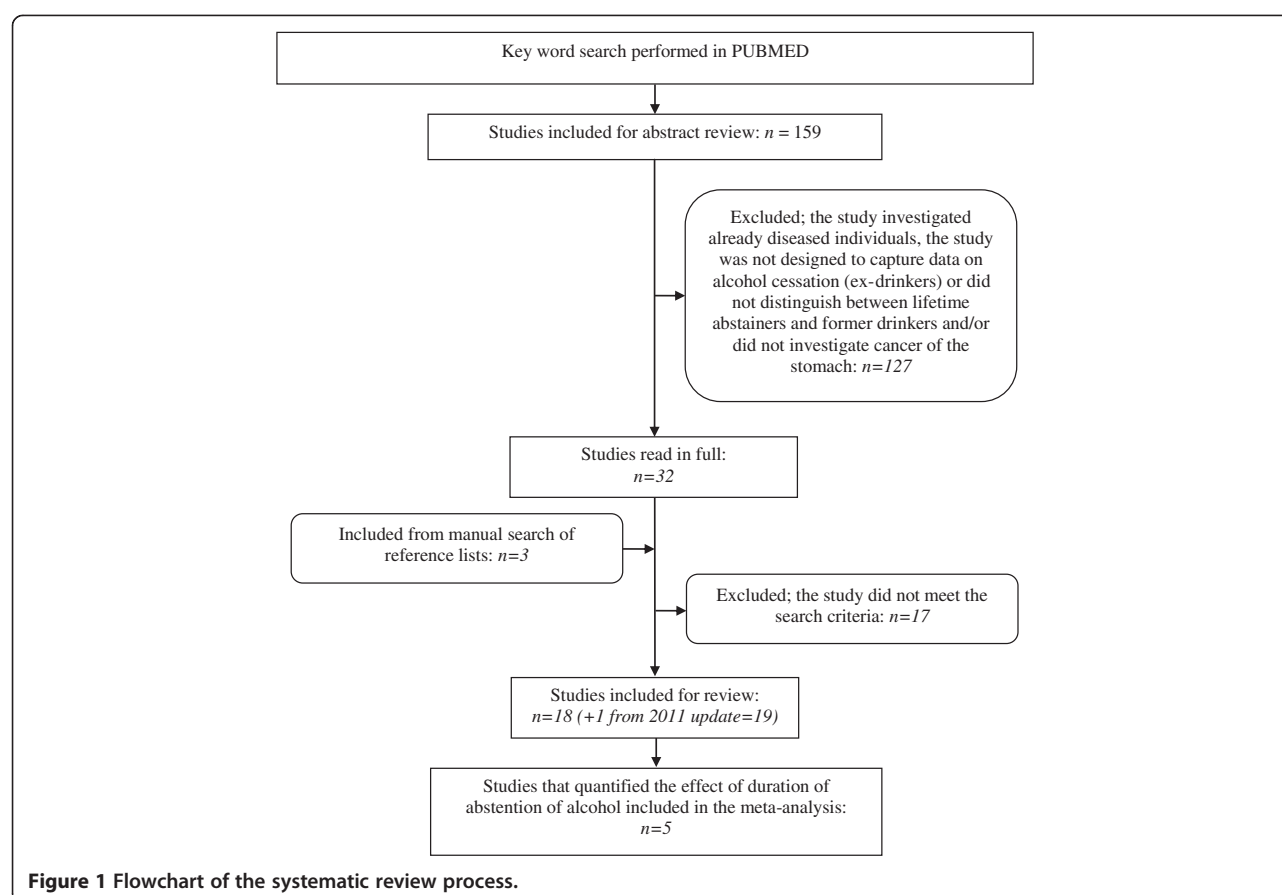 Key word search performed in PUBMED
Studies included for abstract review: n = 159
Excluded; the study investigated
already diseased individuals, the study
was not designed to capture data on
alcohol cessation (ex-drinkers) or did
not distinguish between lifetime
abstainers and former drinkers and/or
did not investigate cancer of the
stomach: n=127
Studies read in full:
n=32
Included from manual search of
reference lists: n=3
Excluded; the study did not meet the
search criteria: n=17
Studies included for review:
n=18 (+1 from 2011 update=19)
Studies that quantified the effect of duration of
abstention of alcohol included in the meta-analysis:
n=5
Figure 1 Flowchart of the systematic review process.